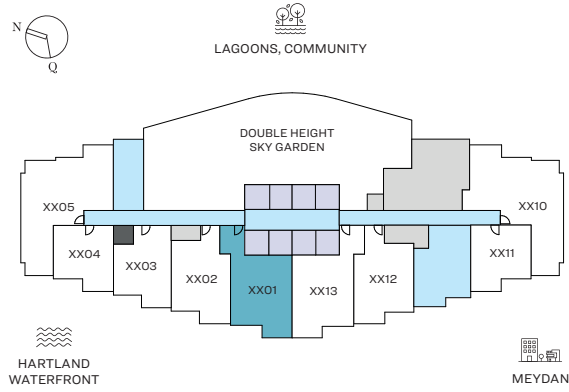 N
Q
LAGOONS, COMMUNITY
DOUBLE HEIGHT
SKY GARDEN
XX05
XX10
XX04
XX11
XX03
XX02
XX12
XX01
XX13
HARTLAND
WATERFRONT
MEYDAN